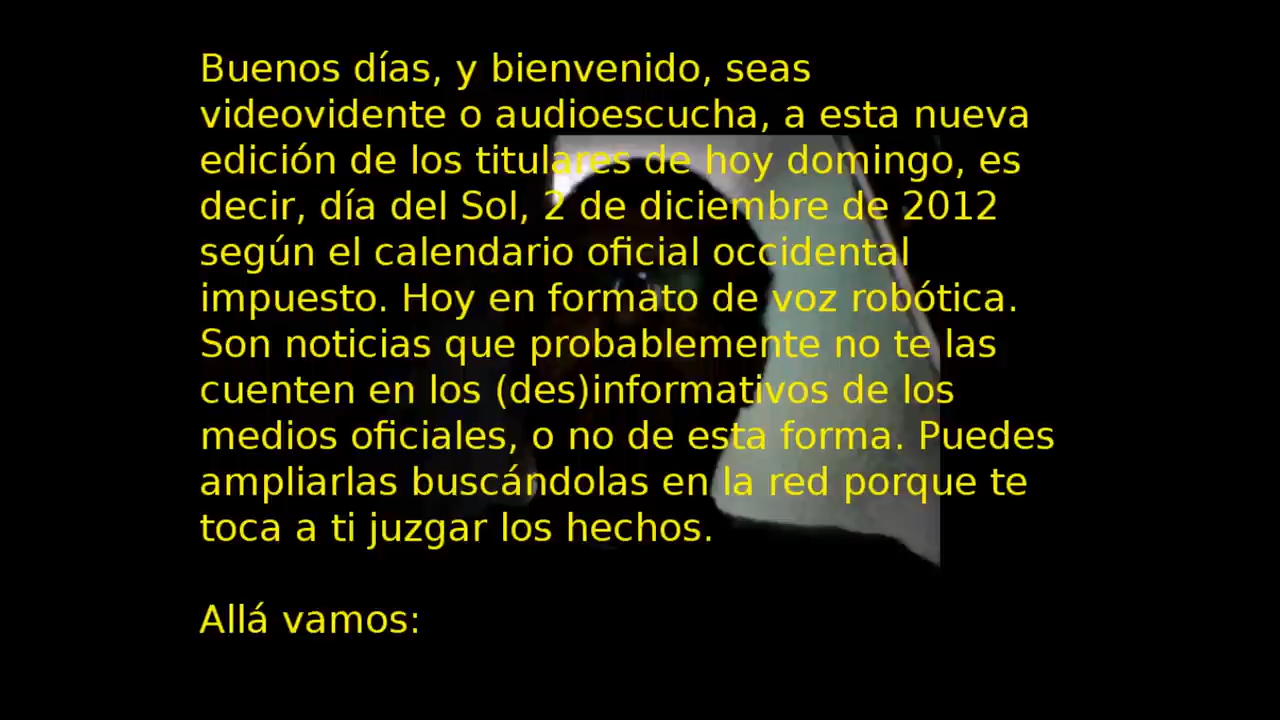 Buenos días, y bienvenido, seas
videovidente o audioescucha, a esta nueva
edición de los titulares de hoy domingo, es
decir, día del Sol, 2 de diciembre de 2012
según el calendario oficial occidental
impuesto. Hoy en formato de voz robótica.
Son noticias que probablemente no te las
cuenten en los (des)informativos de los
medios oficiales, o no de esta forma. Puedes
ampliarlas buscándolas en la red porque te
toca a ti juzgar los hechos.
Allá vamos: